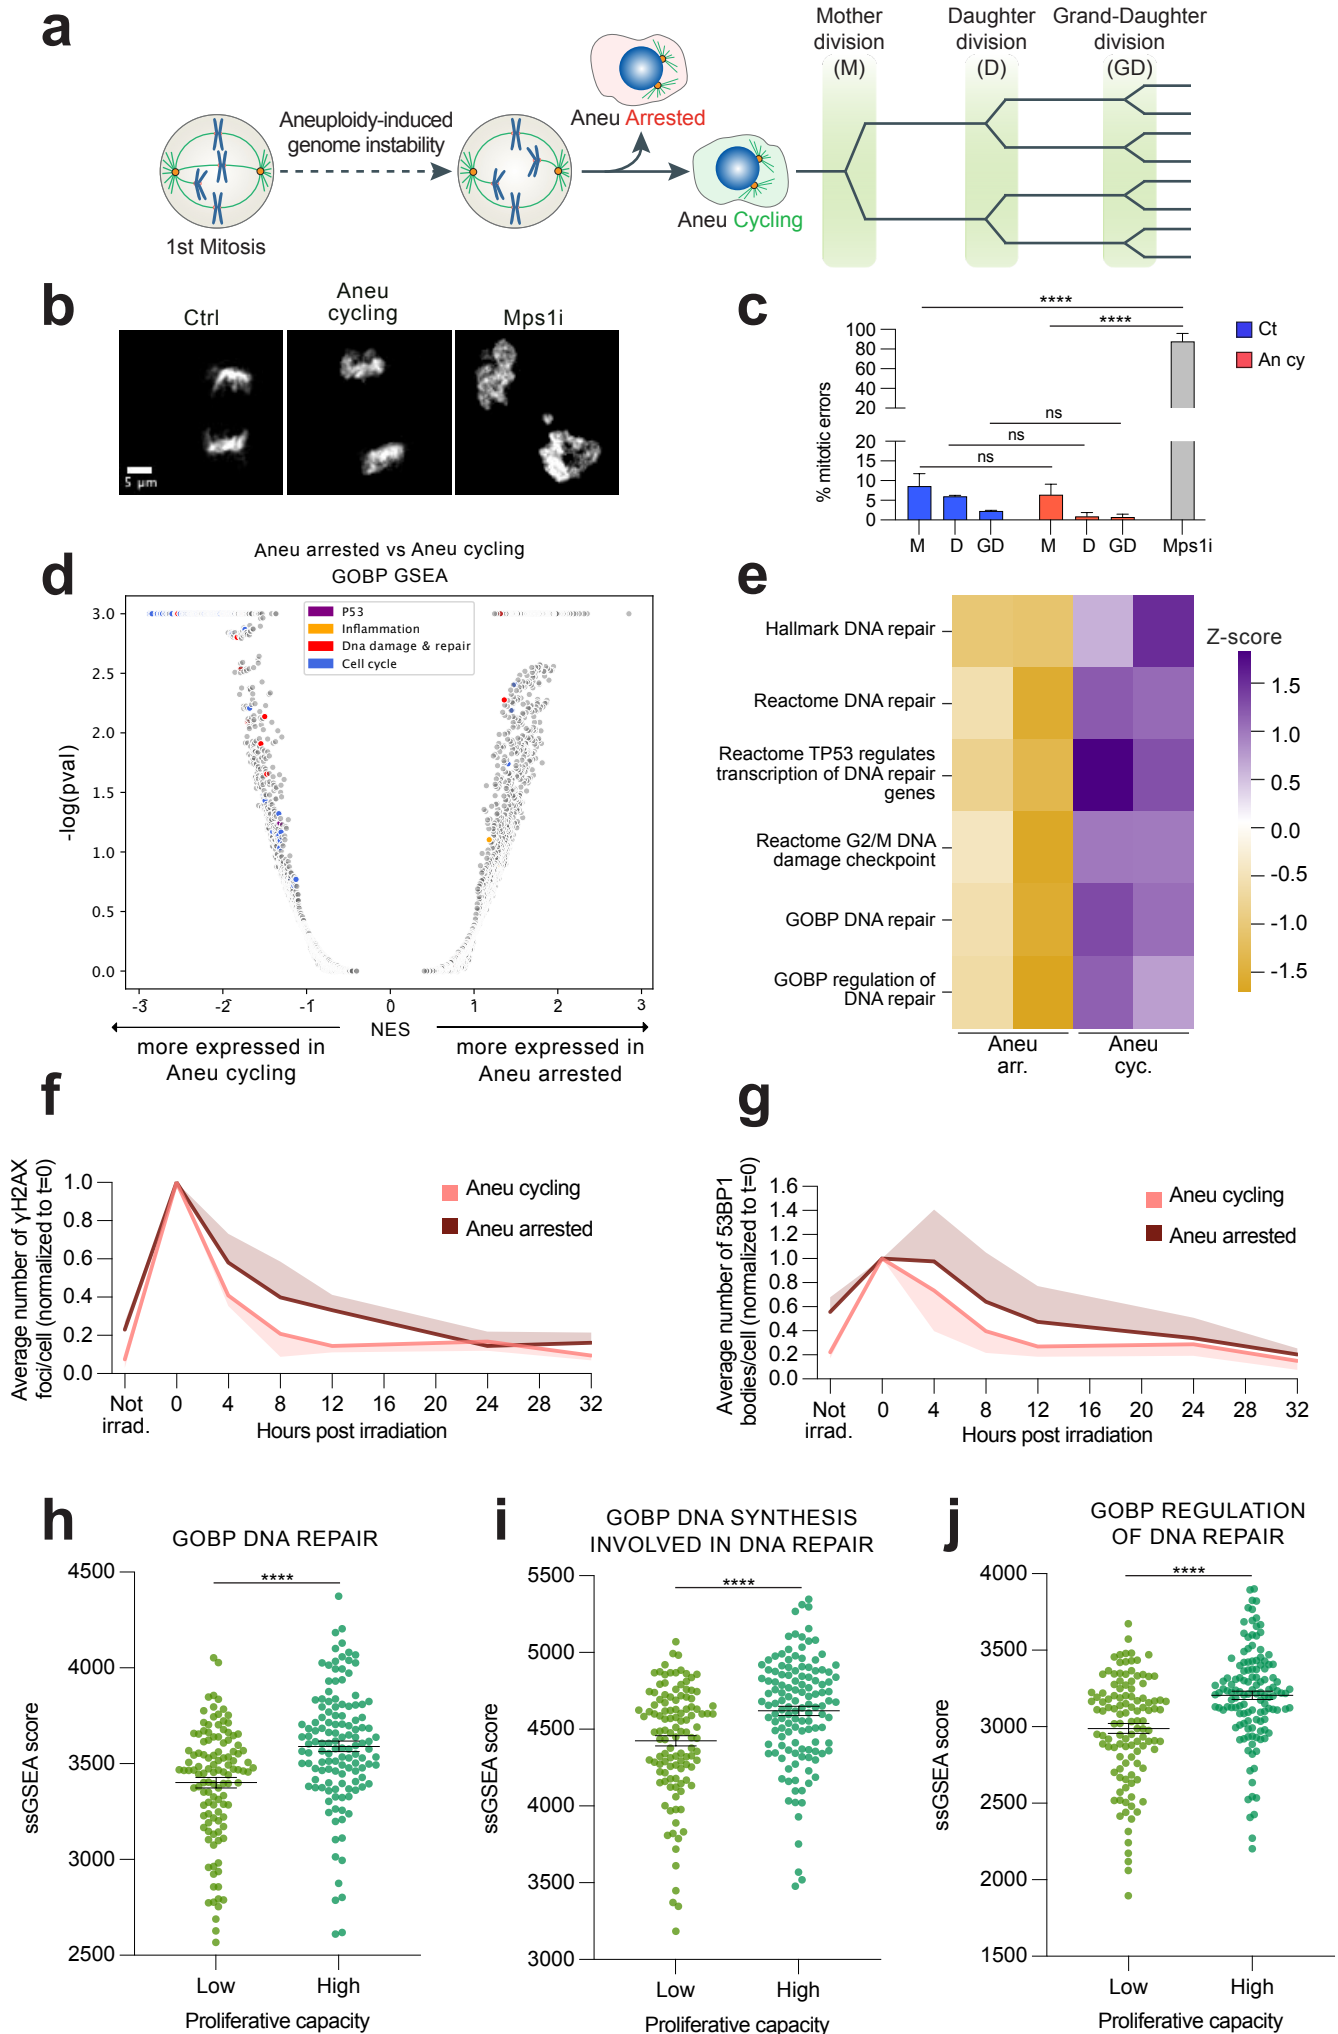 a
Mother
division
(M)
Daughter
division
(D)
Grand-Daughter
division
(GD)
Aneuploidy-induced
genome instability
Aneu Arrested
Aneu Cycling
1st Mitosis
b
Ctrl
Aneu
cycling
Mps1i
5 µm
c
****
****
ns
ns
ns
% mitotic errors
100
80
60
40
20
20
15
10
5
0
M D GD M D GD Mps1i
Ct
An cy
d
Aneu arrested vs Aneu cycling
GOBP GSEA
P53
Inflammation
Dna damage & repair
Cell cycle
-log(pval)
3.0
2.5
2.0
1.5
1.0
0.5
0.0
-3 -2 -1 0 1 2 3
NES
more expressed in
Aneu cycling
more expressed in
Aneu arrested
e
Hallmark DNA repair
Reactome DNA repair
Reactome TP53 regulates
transcription of DNA repair
genes
Reactome G2/M DNA
damage checkpoint
GOBP DNA repair
GOBP regulation of
DNA repair
Aneu
arr.
Aneu
cyc.
Z-score
1.5
1.0
0.5
0.0
-0.5
-1.0
-1.5
f
Average number of γH2AX
foci/cell (normalized to t=0)
1.0
0.8
0.6
0.4
0.2
0.0
Aneu cycling
Aneu arrested
Not
irrad.
0 4 8 12 16 20 24 28 32
Hours post irradiation
g
Average number of 53BP1
bodies/cell (normalized to t=0)
1.6
1.4
1.2
1.0
0.8
0.6
0.4
0.2
0.0
Aneu cycling
Aneu arrested
Not
irrad.
0 4 8 12 16 20 24 28 32
Hours post irradiation
h
GOBP DNA REPAIR
****
ssGSEA score
4500
4000
3500
3000
2500
Low High
Proliferative capacity
i
GOBP DNA SYNTHESIS
INVOLVED IN DNA REPAIR
****
ssGSEA score
5500
5000
4500
4000
3500
3000
Low High
Proliferative capacity
j
GOBP REGULATION
OF DNA REPAIR
****
ssGSEA score
4000
3500
3000
2500
2000
1500
Low High
Proliferative capacity